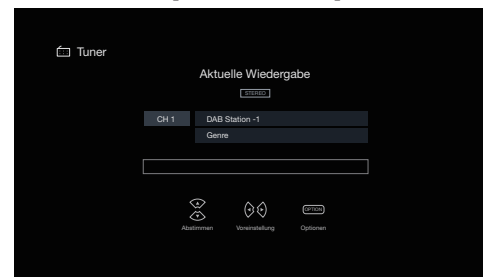 Tuner
Aktuelle Wiedergabe
STEREO
CH 1 DAB Station -1
Genre
OPTION
Abstimmen Voreinstellung Optionen